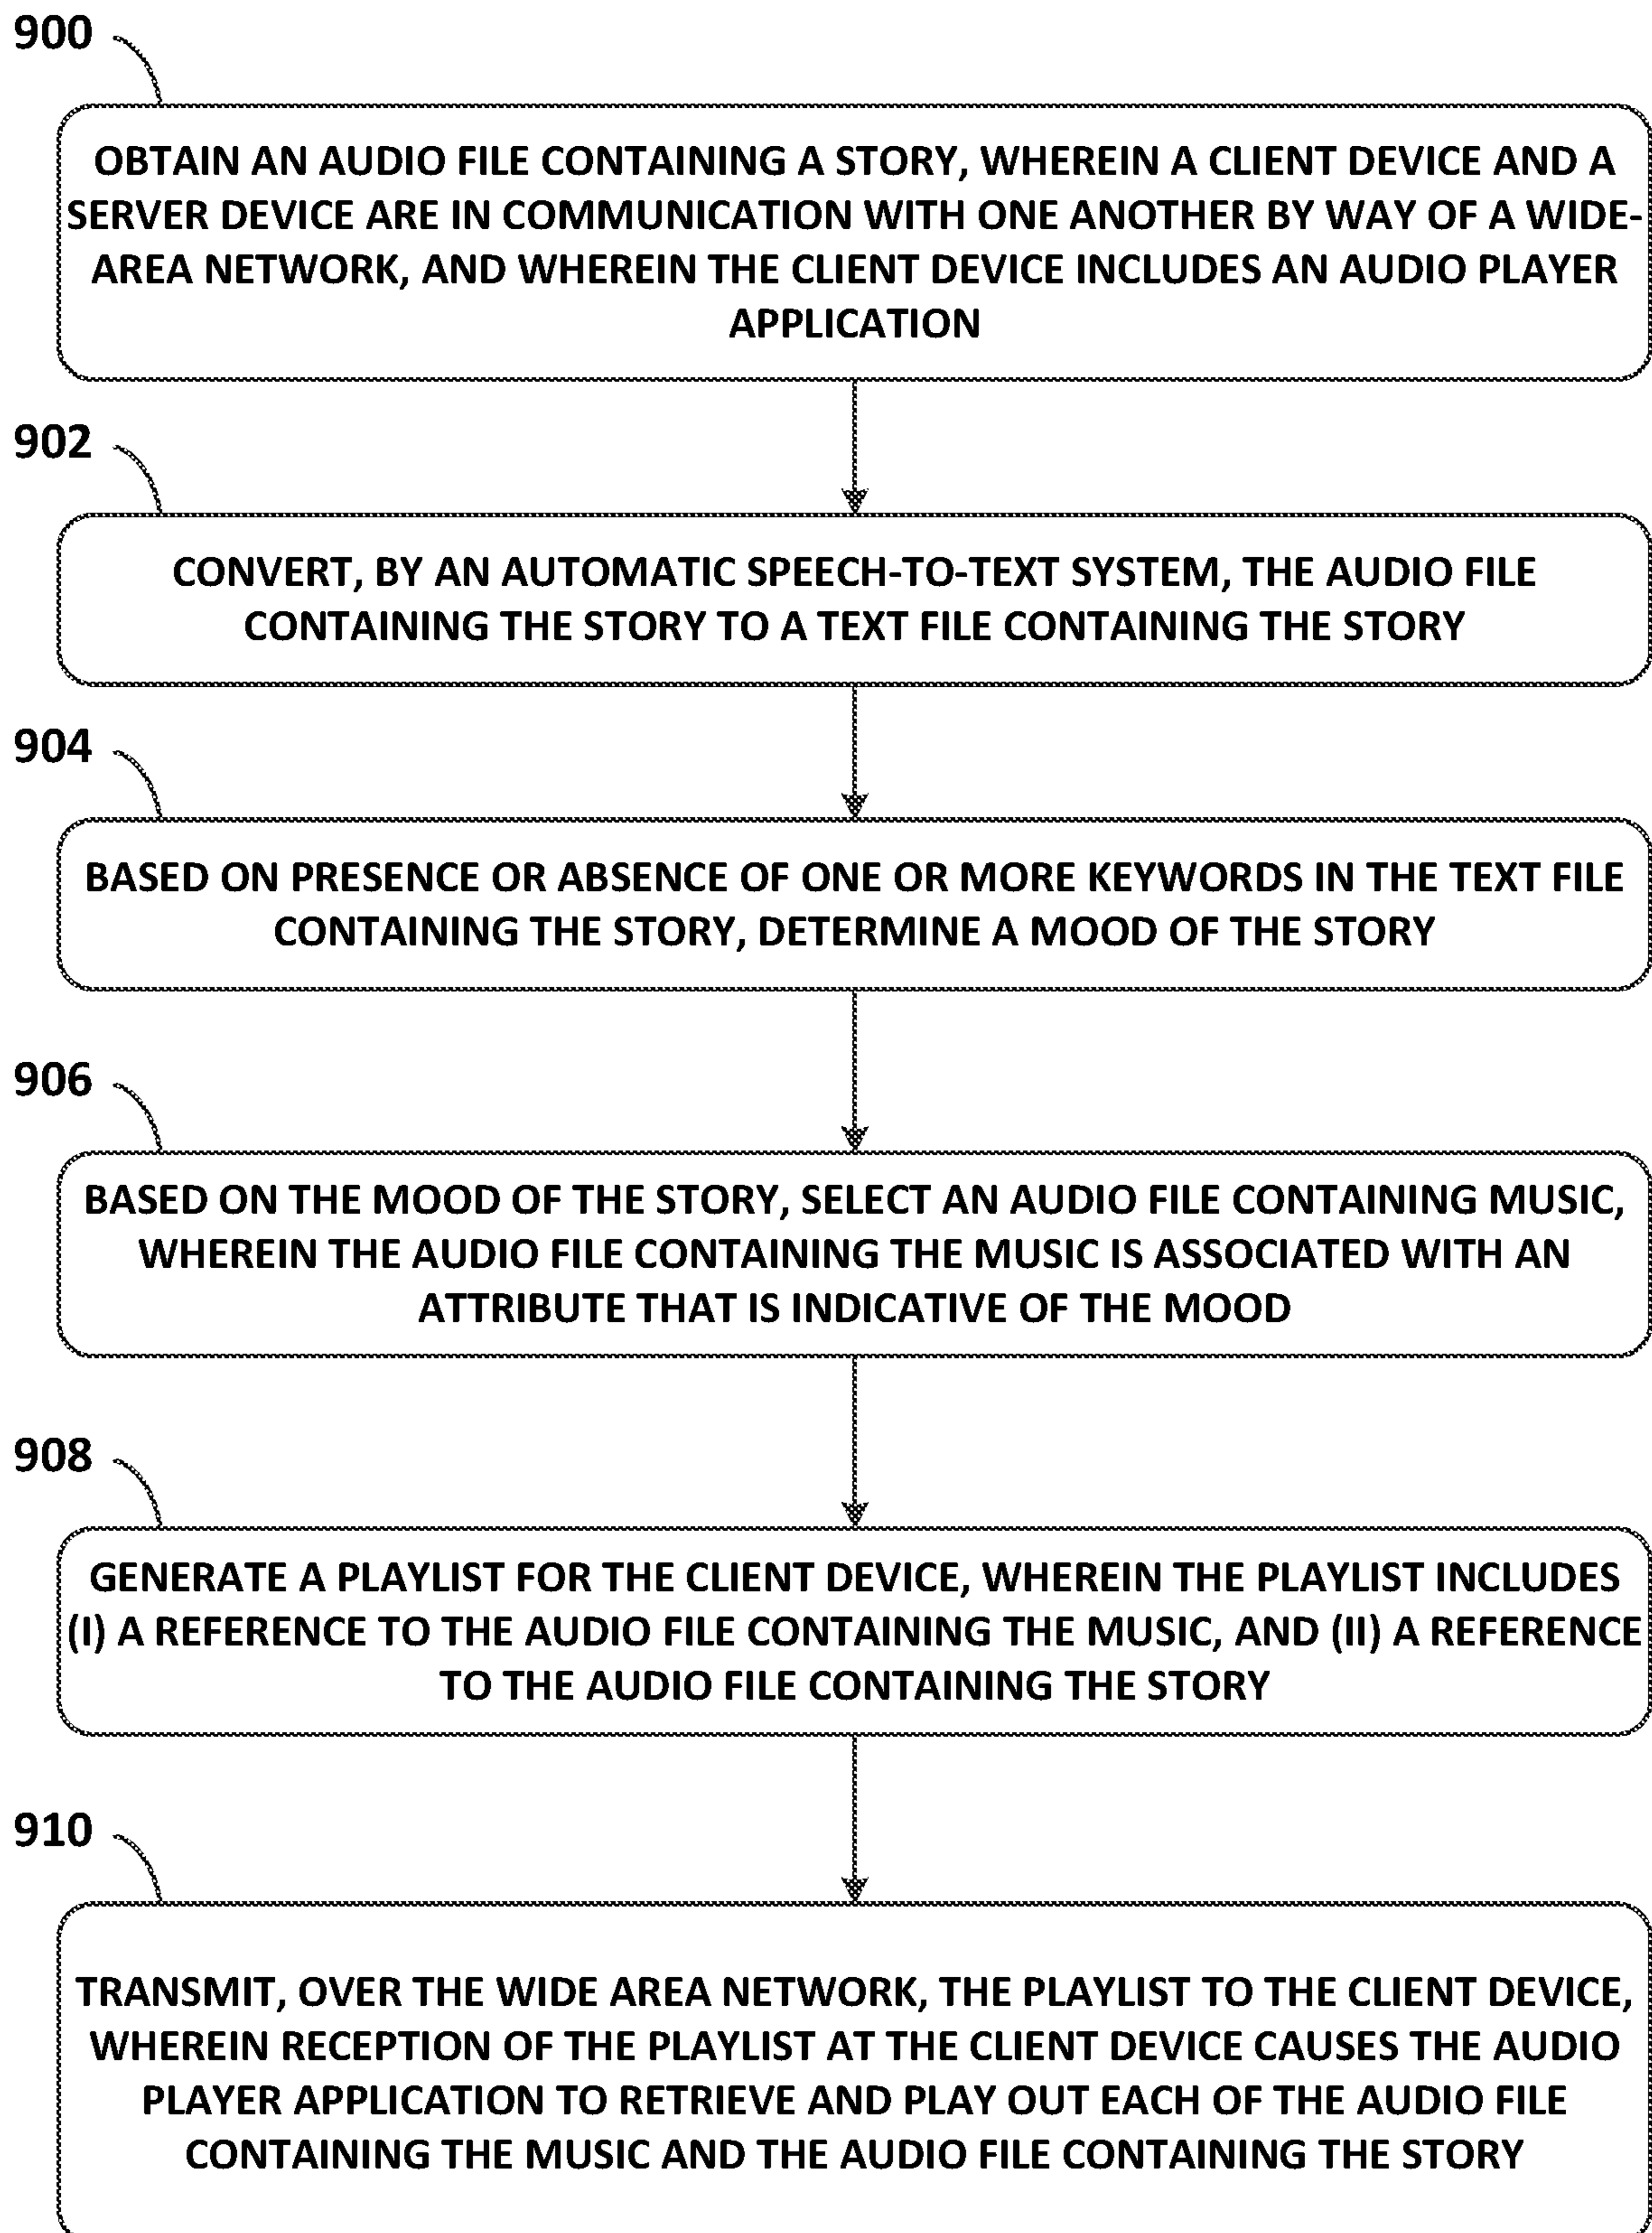 900
OBTAIN AN AUDIO FILE CONTAINING A STORY, WHEREIN A CLIENT DEVICE AND A
SERVER DEVICE ARE IN COMMUNICATION WITH ONE ANOTHER BY WAY OF A WIDE-
AREA NETWORK, AND WHEREIN THE CLIENT DEVICE INCLUDES AN AUDIO PLAYER
APPLICATION
902
CONVERT, BY AN AUTOMATIC SPEECH-TO-TEXT SYSTEM, THE AUDIO FILE
CONTAINING THE STORY TO A TEXT FILE CONTAINING THE STORY
904
BASED ON PRESENCE OR ABSENCE OF ONE OR MORE KEYWORDS IN THE TEXT FILE
CONTAINING THE STORY, DETERMINE A MOOD OF THE STORY
906
BASED ON THE MOOD OF THE STORY, SELECT AN AUDIO FILE CONTAINING MUSIC,
WHEREIN THE AUDIO FILE CONTAINING THE MUSIC IS ASSOCIATED WITH AN
ATTRIBUTE THAT IS INDICATIVE OF THE MOOD
908
GENERATE A PLAYLIST FOR THE CLIENT DEVICE, WHEREIN THE PLAYLIST INCLUDES
(I) A REFERENCE TO THE AUDIO FILE CONTAINING THE MUSIC, AND (II) A REFERENCE
TO THE AUDIO FILE CONTAINING THE STORY
910
TRANSMIT, OVER THE WIDE AREA NETWORK, THE PLAYLIST TO THE CLIENT DEVICE,
WHEREIN RECEPTION OF THE PLAYLIST AT THE CLIENT DEVICE CAUSES THE AUDIO
PLAYER APPLICATION TO RETRIEVE AND PLAY OUT EACH OF THE AUDIO FILE
CONTAINING THE MUSIC AND THE AUDIO FILE CONTAINING THE STORY